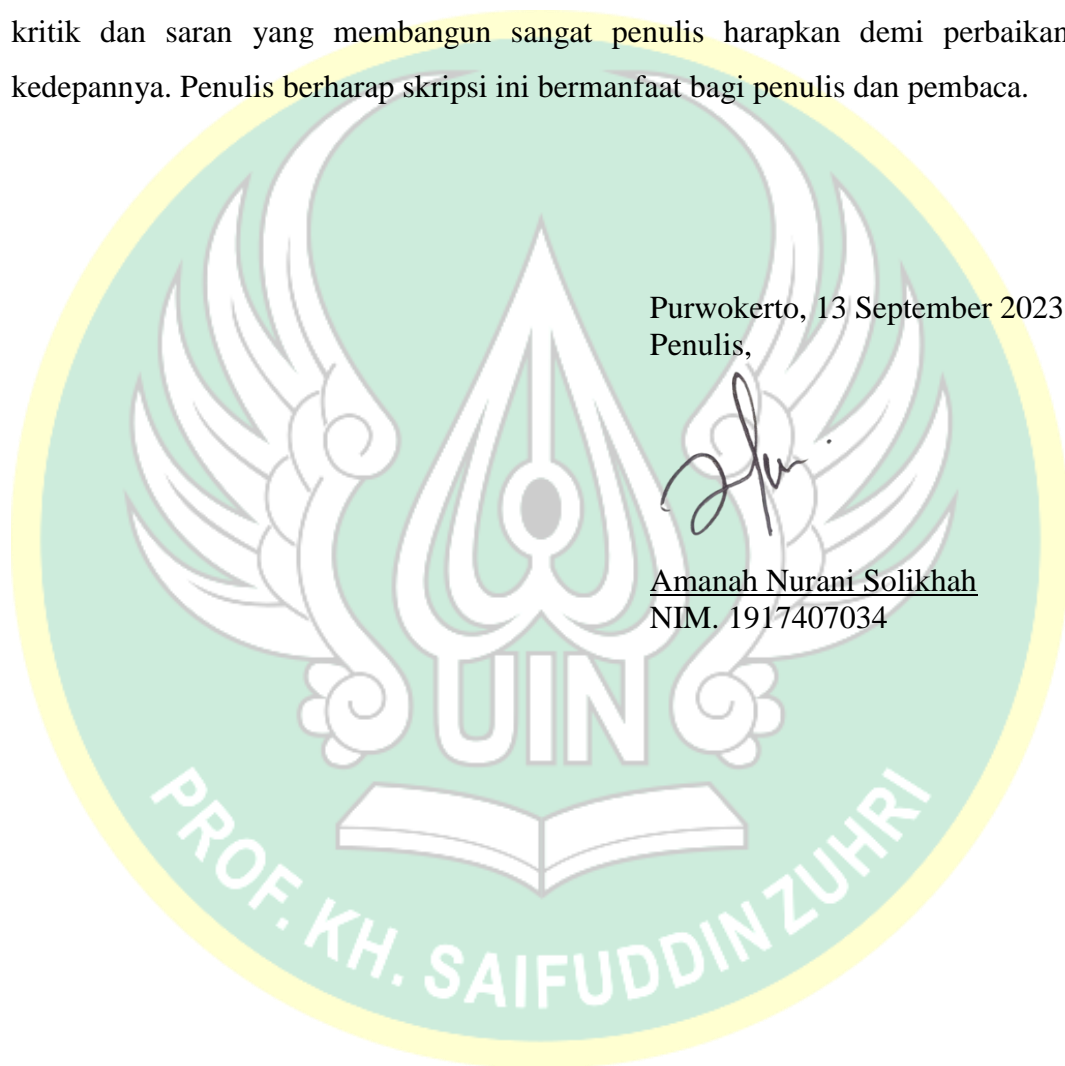 kritik dan saran yang membangun sangat penulis harapkan demi perbaikan
kedepannya. Penulis berharap skripsi ini bermanfaat bagi penulis dan pembaca.
Purwokerto, 13 September 2023
Penulis,
Amanah Nurani Solikhah
NIM. 1917407034
UIN
PROF. KH. SAIFUDDIN ZUHRI